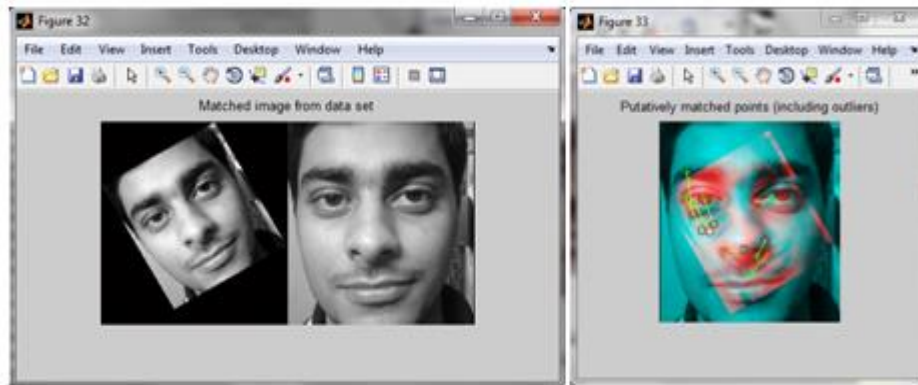 Figure 32
File Edit View Insert Tools Desktop Window Help
Matched image from data set
Figure 33
File Edit View Insert Tools Desktop Window Help
Putatively matched points (including outliers)